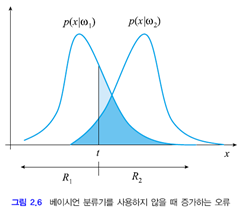 p(x|ω₁) p(x|ω₂)
t x
R₁ R₂
그림 2.6 베이시언 분류기를 사용하지 않을 때 증가하는 오류